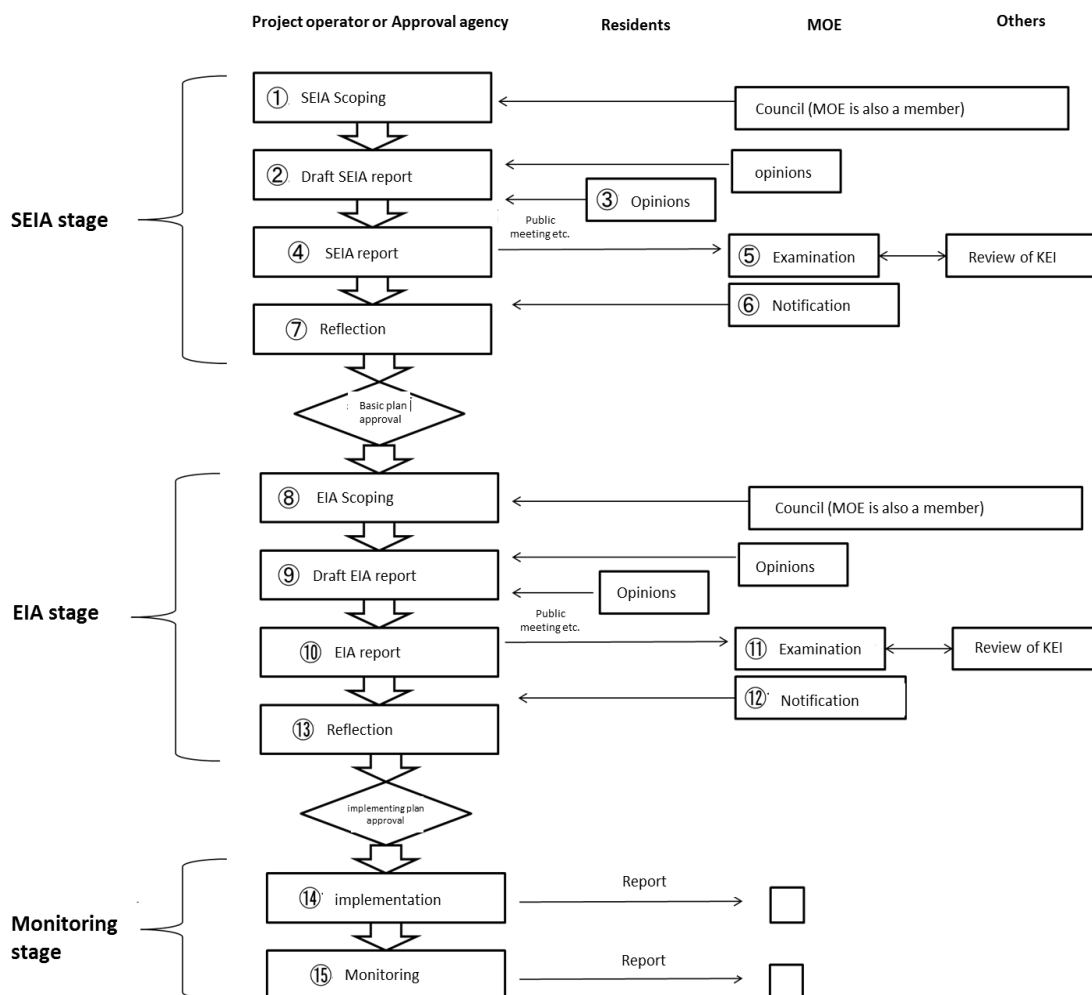 Project operator or Approval agency
Residents
MOE
Others
① SEIA Scoping
Council (MOE is also a member)
② Draft SEIA report
opinions
③ Opinions
SEIA stage
Public
meeting etc.
④ SEIA report
⑤ Examination
Review of KEI
⑥ Notification
⑦ Reflection
Basic plan
approval
⑧ EIA Scoping
Council (MOE is also a member)
⑨ Draft EIA report
Opinions
Opinions
EIA stage
Public
meeting etc.
⑩ EIA report
⑪ Examination
Review of KEI
⑫ Notification
⑬ Reflection
implementing plan
approval
⑭ implementation
Report
Monitoring
stage
⑮ Monitoring
Report